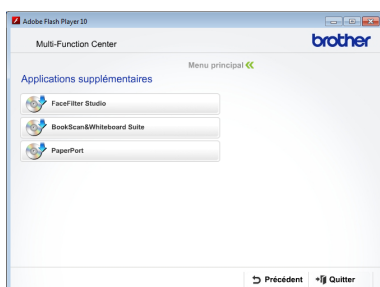 Adobe Flash Player 10
Multi-Function Center
brother
Menu principal
Applications supplémentaires
FaceFilter Studio
BookScan&Whiteboard Suite
PaperPort
Précédent
Quitter